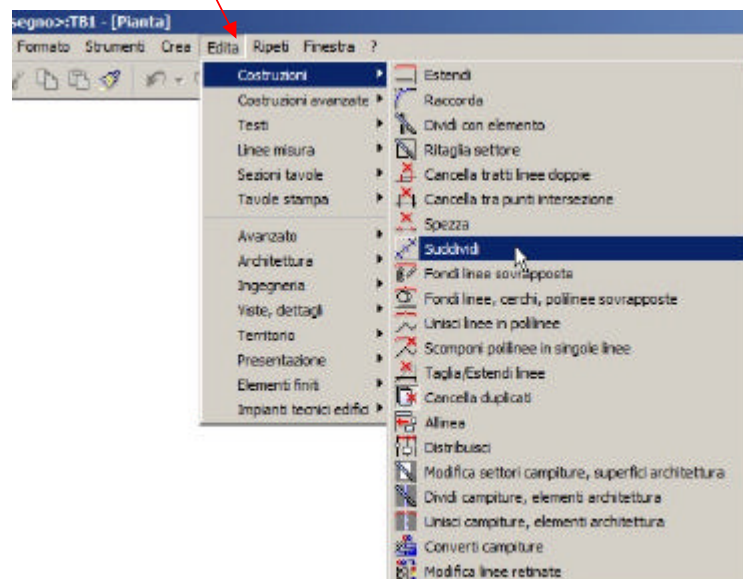 segno>:TB1 - [Pianta]
Formato Strumenti Crea Edita Ripeti Finestra ?
Costruzioni
Costruzioni avanzate
Testi
Linee misura
Sezioni tavole
Tavole stampa
Avanzato
Architettura
Ingegneria
Viste, dettagli
Territorio
Presentazione
Elementi finiti
Impianti tecnici edifici
Estendi
Raccorda
Dividi con elemento
Ritaglia settore
Cancella tratti linee doppie
Cancella tra punti intersezione
Spezza
Suddividi
Fondi linee sovrapposte
Fondi linee, cerchi, polilinee sovrapposte
Unisci linee in polilinee
Scomponi polilinee in singole linee
Taglia/Estendi linee
Cancella duplicati
Allinea
Distribuisci
Modifica settori campiture, superfici architettura
Dividi campiture, elementi architettura
Unisci campiture, elementi architettura
Converti campiture
Modifica linee retinate